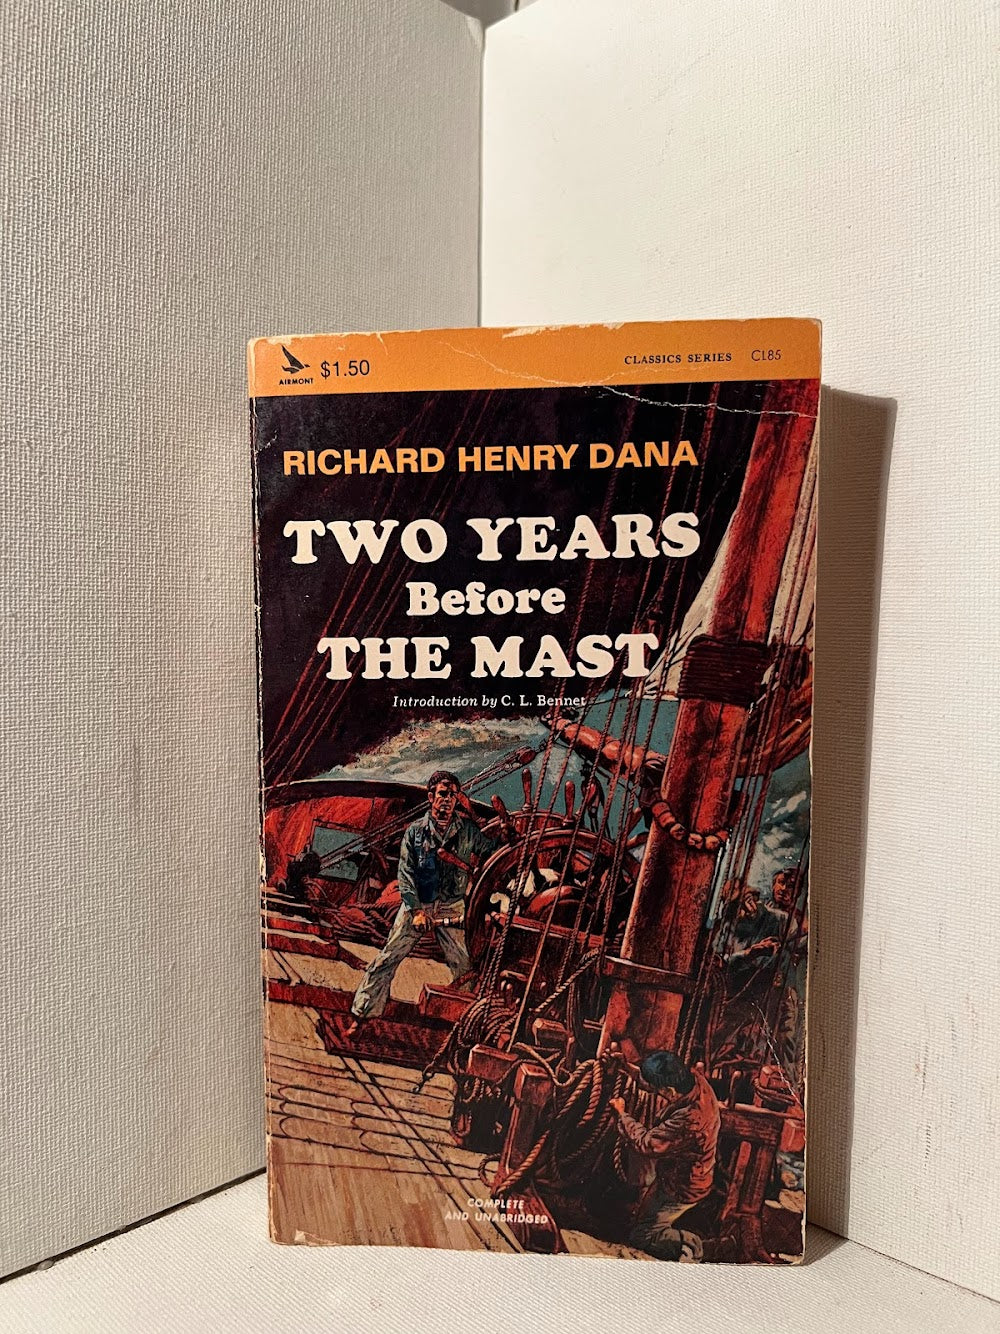 AIRMONT
$1.50
CLASSICS SERIES CL85
RICHARD HENRY DANA
TWO YEARS
Before
THE MAST
Introduction by C. L. Bennet
COMPLETE
AND UNABRIDGED